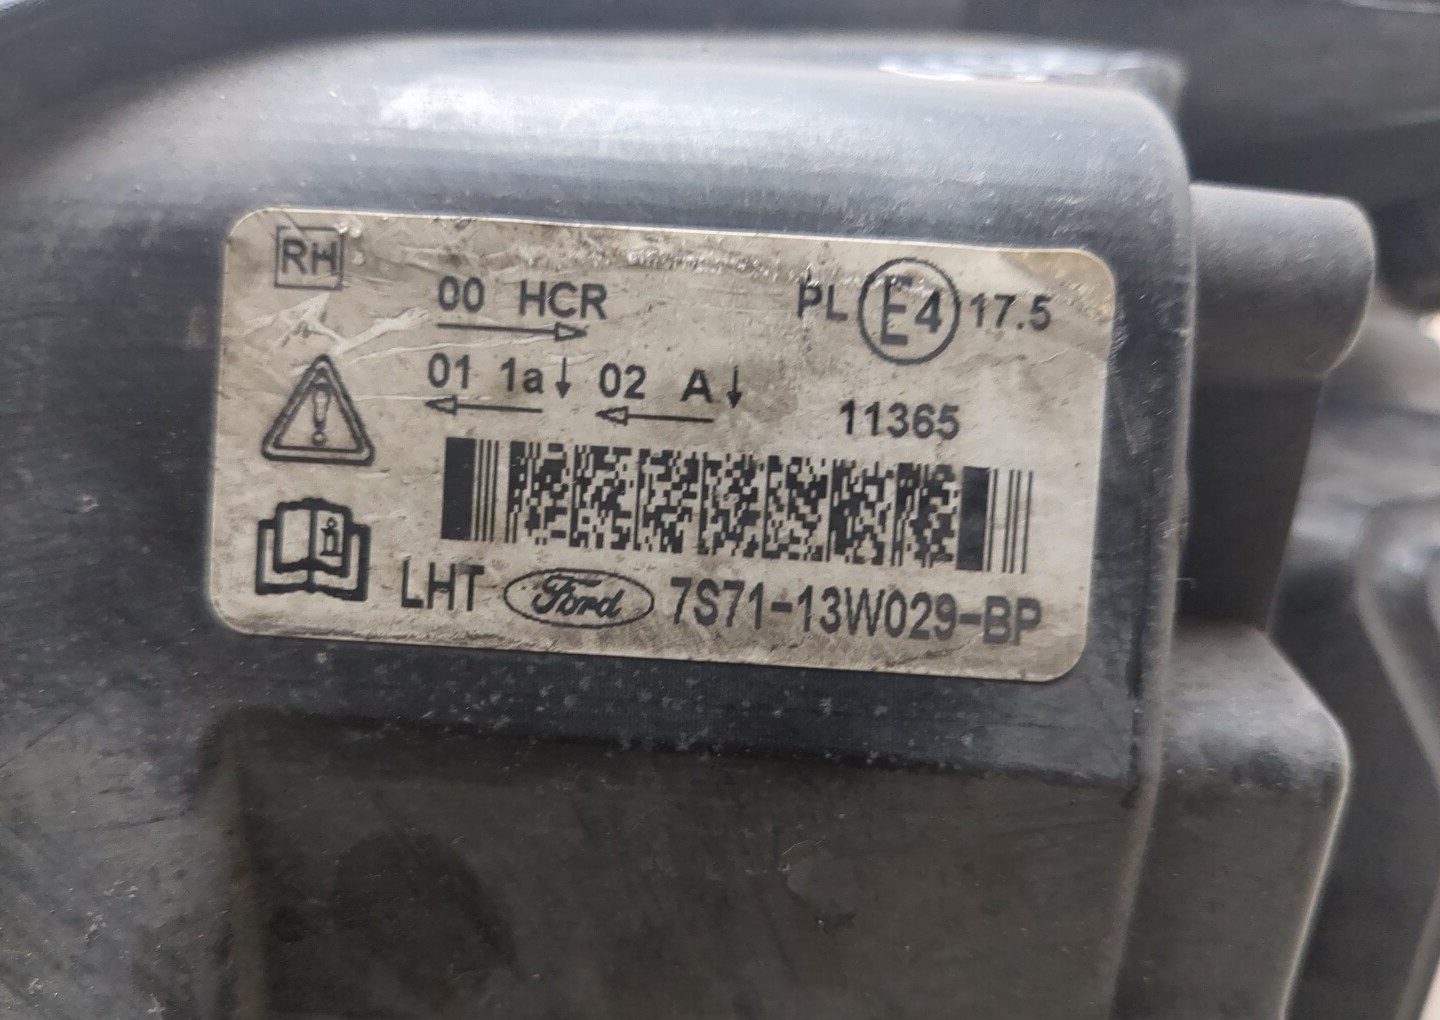 RH
00 HCR PL E4 17.5
01 1a↓ 02 A↓ 11365
LHT Ford 7S71-13W029-BP